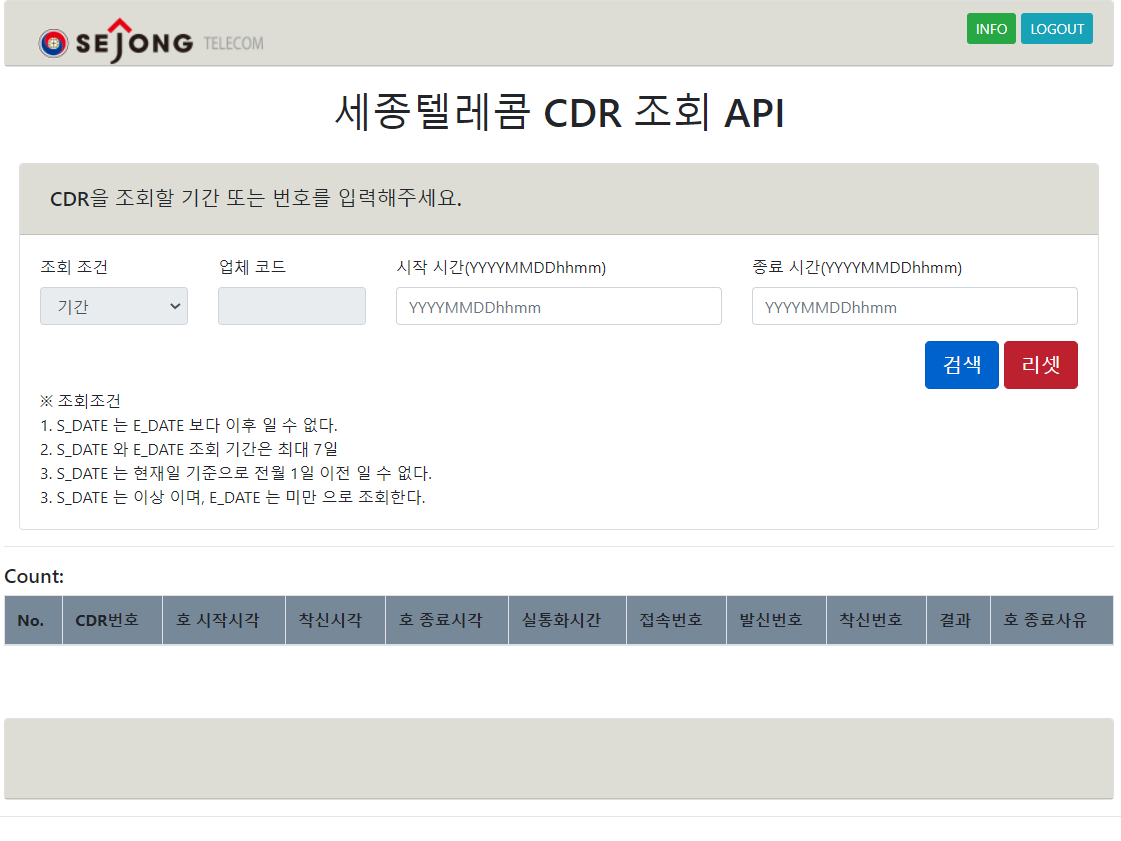 SEJONG TELECOM
INFO LOGOUT
세종텔레콤 CDR 조회 API
CDR을 조회할 기간 또는 번호를 입력해주세요.
조회 조건 업체 코드 시작 시간(YYYYMMDDhhmm) 종료 시간(YYYYMMDDhhmm)
기간 YYYYMMDDhhmm YYYYMMDDhhmm
검색 리셋
※ 조회조건
1. S_DATE 는 E_DATE 보다 이후 일 수 없다.
2. S_DATE 와 E_DATE 조회 기간은 최대 7일
3. S_DATE 는 현재일 기준으로 전월 1일 이전 일 수 없다.
3. S_DATE 는 이상 이며, E_DATE 는 미만 으로 조회한다.
Count:
No. CDR번호 호 시작시각 착신시각 호 종료시각 실통화시간 접속번호 발신번호 착신번호 결과 호 종료사유